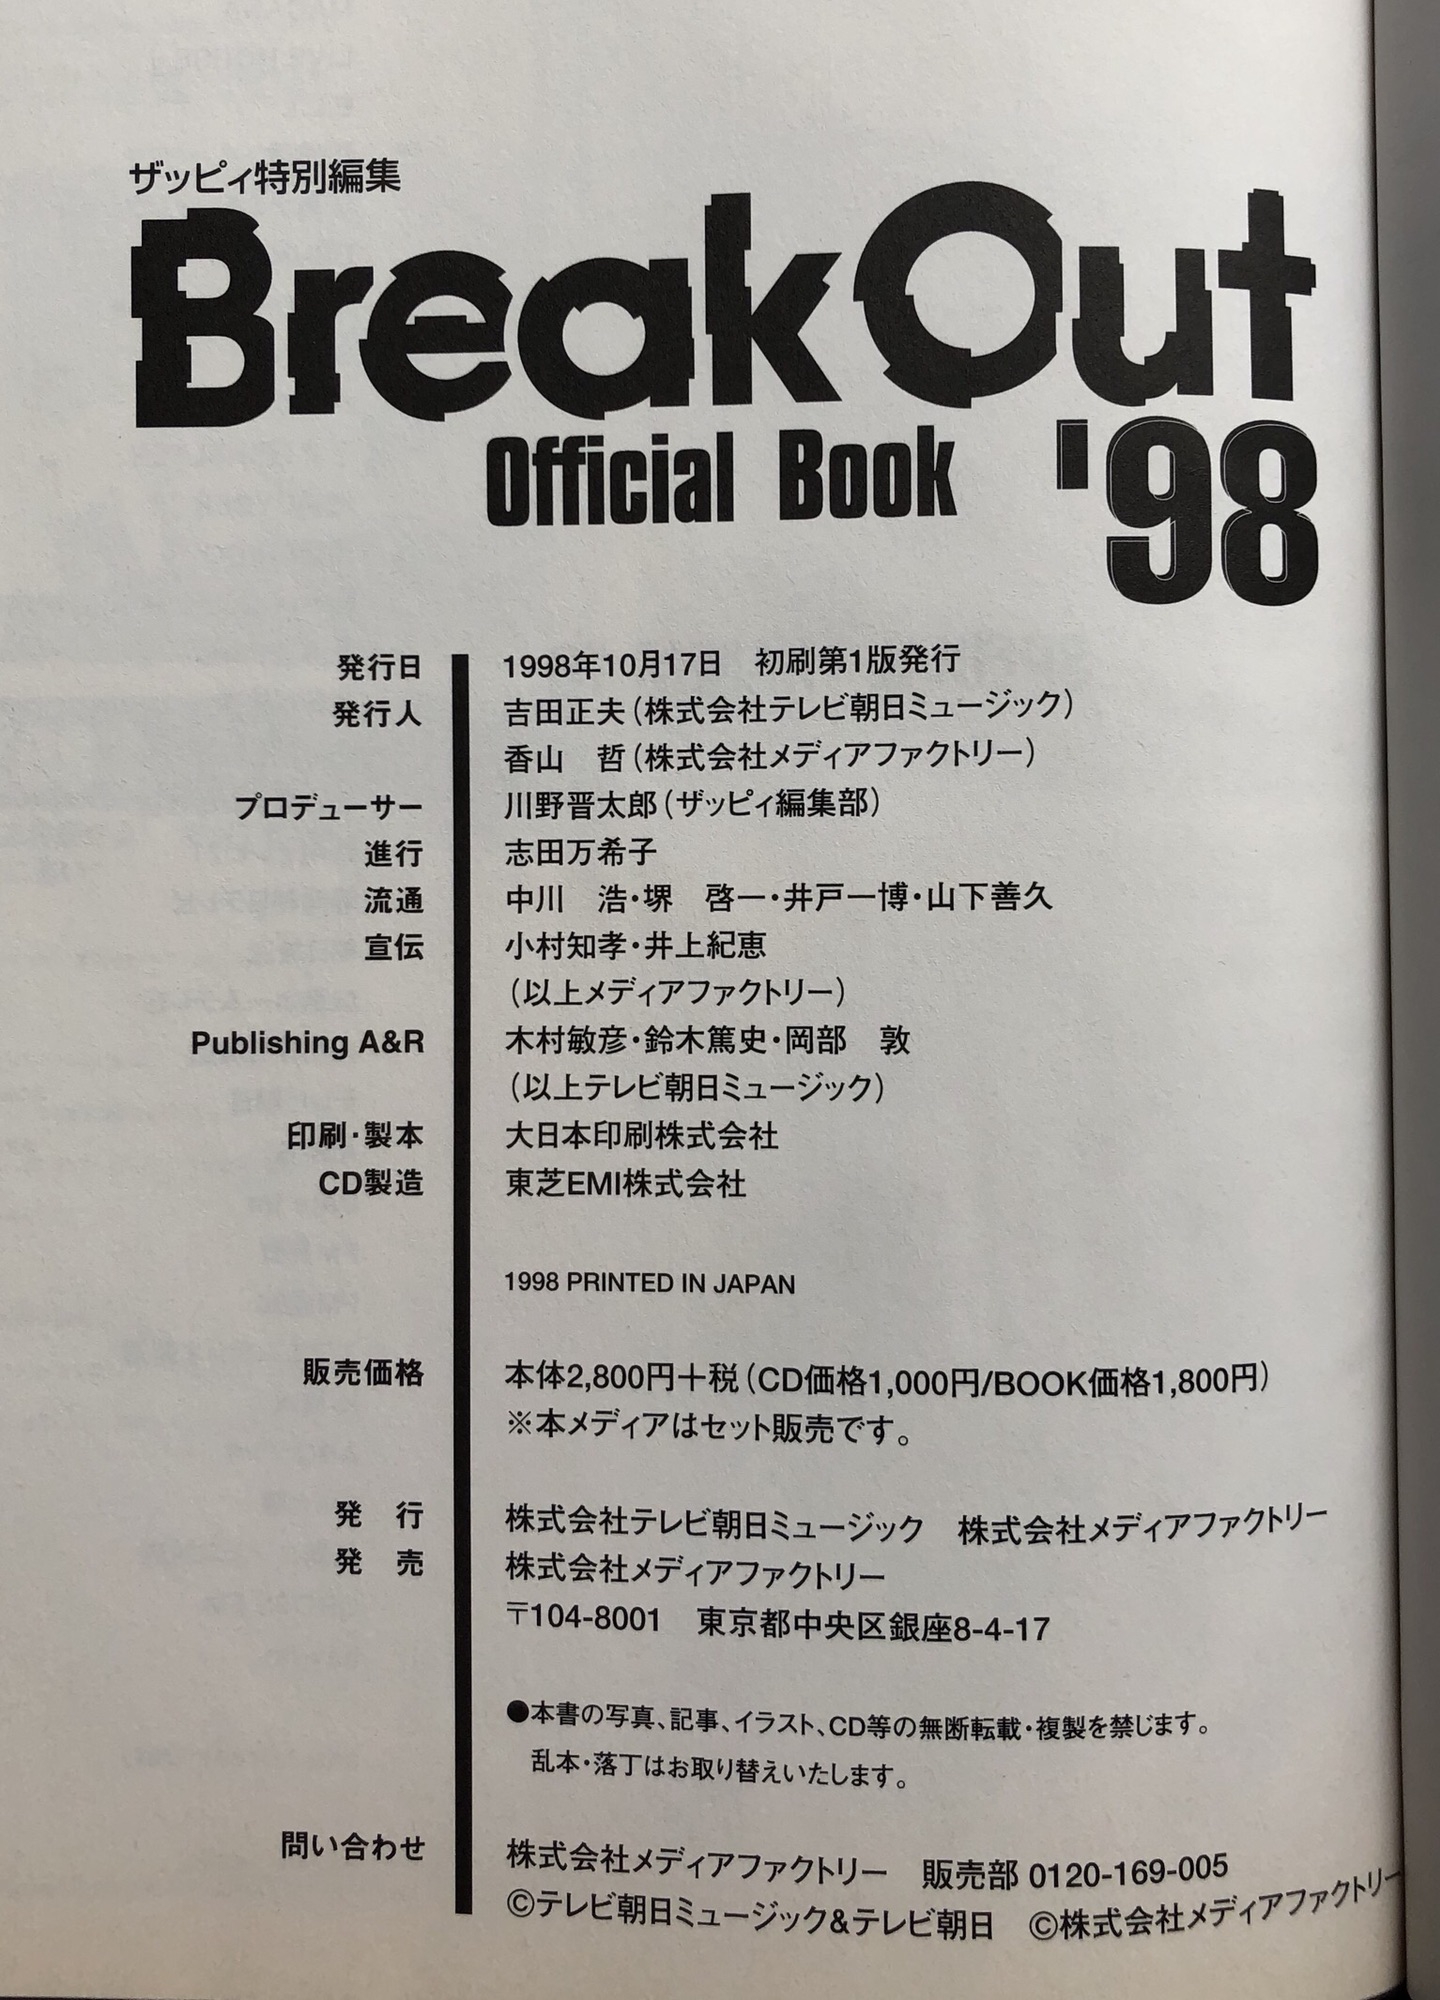 ザッピィ特別編集
BreakOut
Official Book '98
発行日 1998年10月17日 初刷第1版発行
発行人 吉田正夫(株式会社テレビ朝日ミュージック)
香山 哲(株式会社メディアファクトリー)
プロデューサー 川野晋太郎(ザッピィ編集部)
進行 志田万希子
流通 中川 浩・堺 啓一・井戸一博・山下善久
宣伝 小村知孝・井上紀恵
(以上メディアファクトリー)
Publishing A&R 木村敏彦・鈴木篤史・岡部 敦
(以上テレビ朝日ミュージック)
印刷・製本 大日本印刷株式会社
CD製造 東芝EMI株式会社
1998 PRINTED IN JAPAN
販売価格 本体2,800円+税(CD価格1,000円/BOOK価格1,800円)
※本メディアはセット販売です。
発 行 株式会社テレビ朝日ミュージック 株式会社メディアファクトリー
発 売 株式会社メディアファクトリー
〒104-8001 東京都中央区銀座8-4-17
●本書の写真、記事、イラスト、CD等の無断転載・複製を禁じます。
乱本・落丁はお取り替えいたします。
問い合わせ 株式会社メディアファクトリー 販売部 0120-169-005
©テレビ朝日ミュージック&テレビ朝日 ©株式会社メディアファクトリー